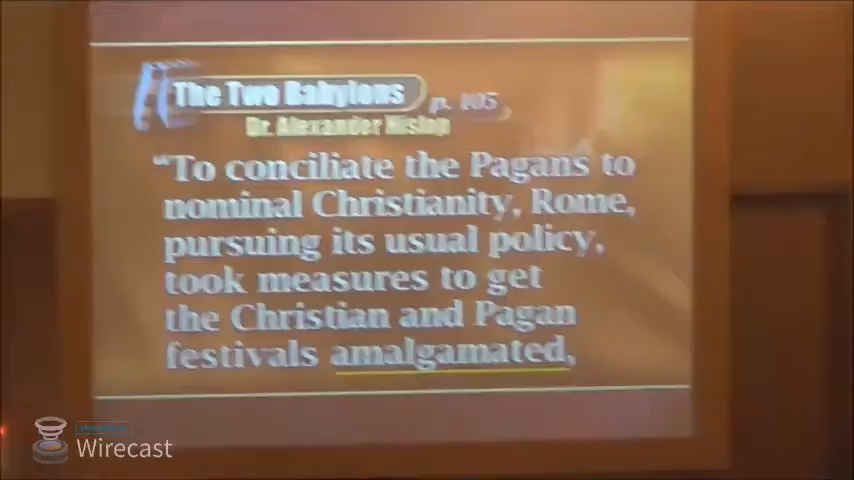 The Two Babylons p. 105
Dr. Alexander Hislop
“To conciliate the Pagans to
nominal Christianity, Rome,
pursuing its usual policy,
took measures to get
the Christian and Pagan
festivals amalgamated,
Wirecast